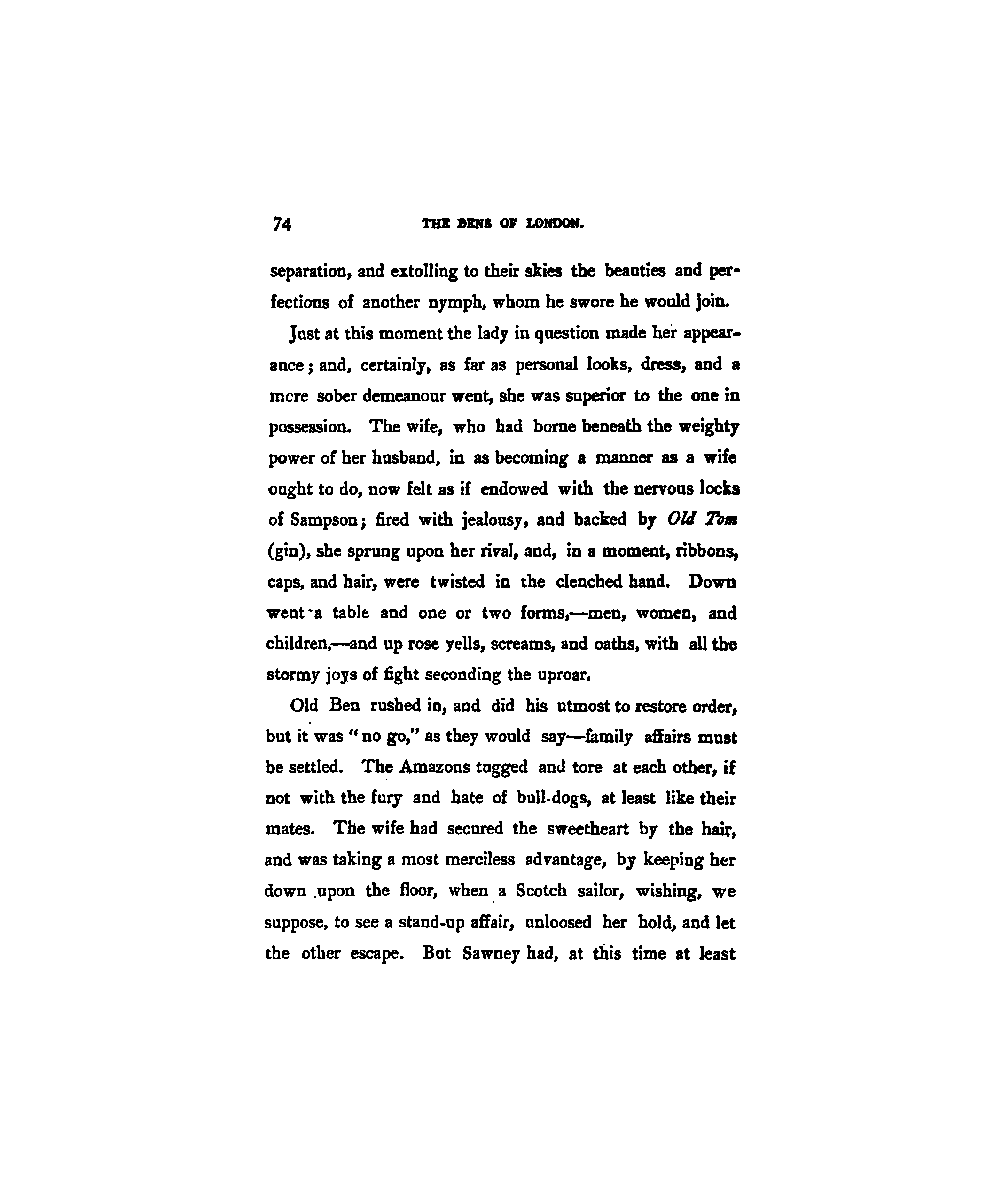 74 THE DENS OF LONDON.
separation, and extolling to their skies the beauties and per-
fections of another nymph, whom he swore he would join.
Just at this moment the lady in question made her appear-
ance; and, certainly, as far as personal looks, dress, and a
more sober demeanour went, she was superior to the one in
possession. The wife, who had borne beneath the weighty
power of her husband, in as becoming a manner as a wife
ought to do, now felt as if endowed with the nervous locks
of Sampson; fired with jealousy, and backed by Old Tom
(gin), she sprung upon her rival, and, in a moment, ribbons,
caps, and hair, were twisted in the clenched hand. Down
went a table and one or two forms,—men, women, and
children,—and up rose yells, screams, and oaths, with all the
stormy joys of fight seconding the uproar.
Old Ben rushed in, and did his utmost to restore order,
but it was "no go," as they would say—family affairs must
be settled. The Amazons tugged and tore at each other, if
not with the fury and hate of bull-dogs, at least like their
mates. The wife had secured the sweetheart by the hair,
and was taking a most merciless advantage, by keeping her
down upon the floor, when a Scotch sailor, wishing, we
suppose, to see a stand-up affair, unloosed her hold, and let
the other escape. But Sawney had, at this time at least